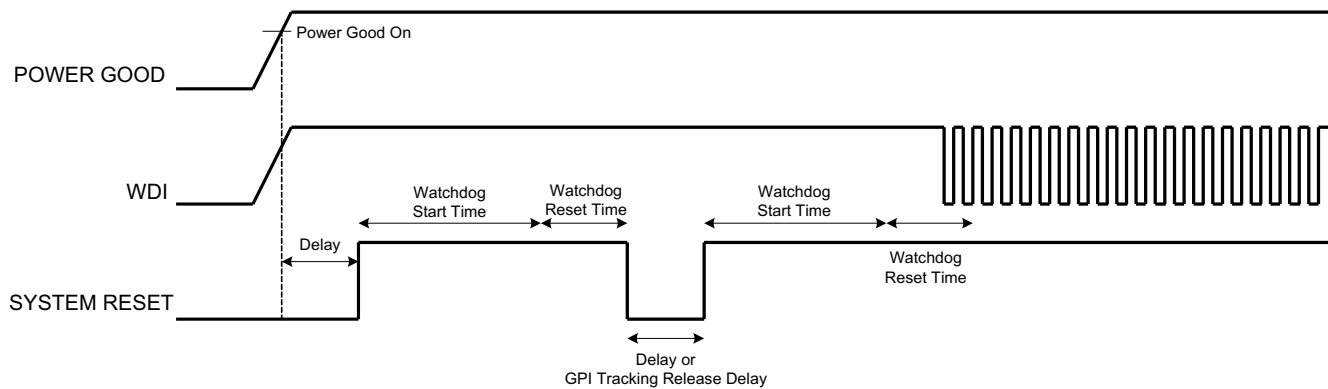 Power Good On
POWER GOOD
WDI
Watchdog
Start Time
Watchdog
Reset Time
Watchdog
Start Time
Delay
Watchdog
Reset Time
SYSTEM RESET
Delay or
GPI Tracking Release Delay